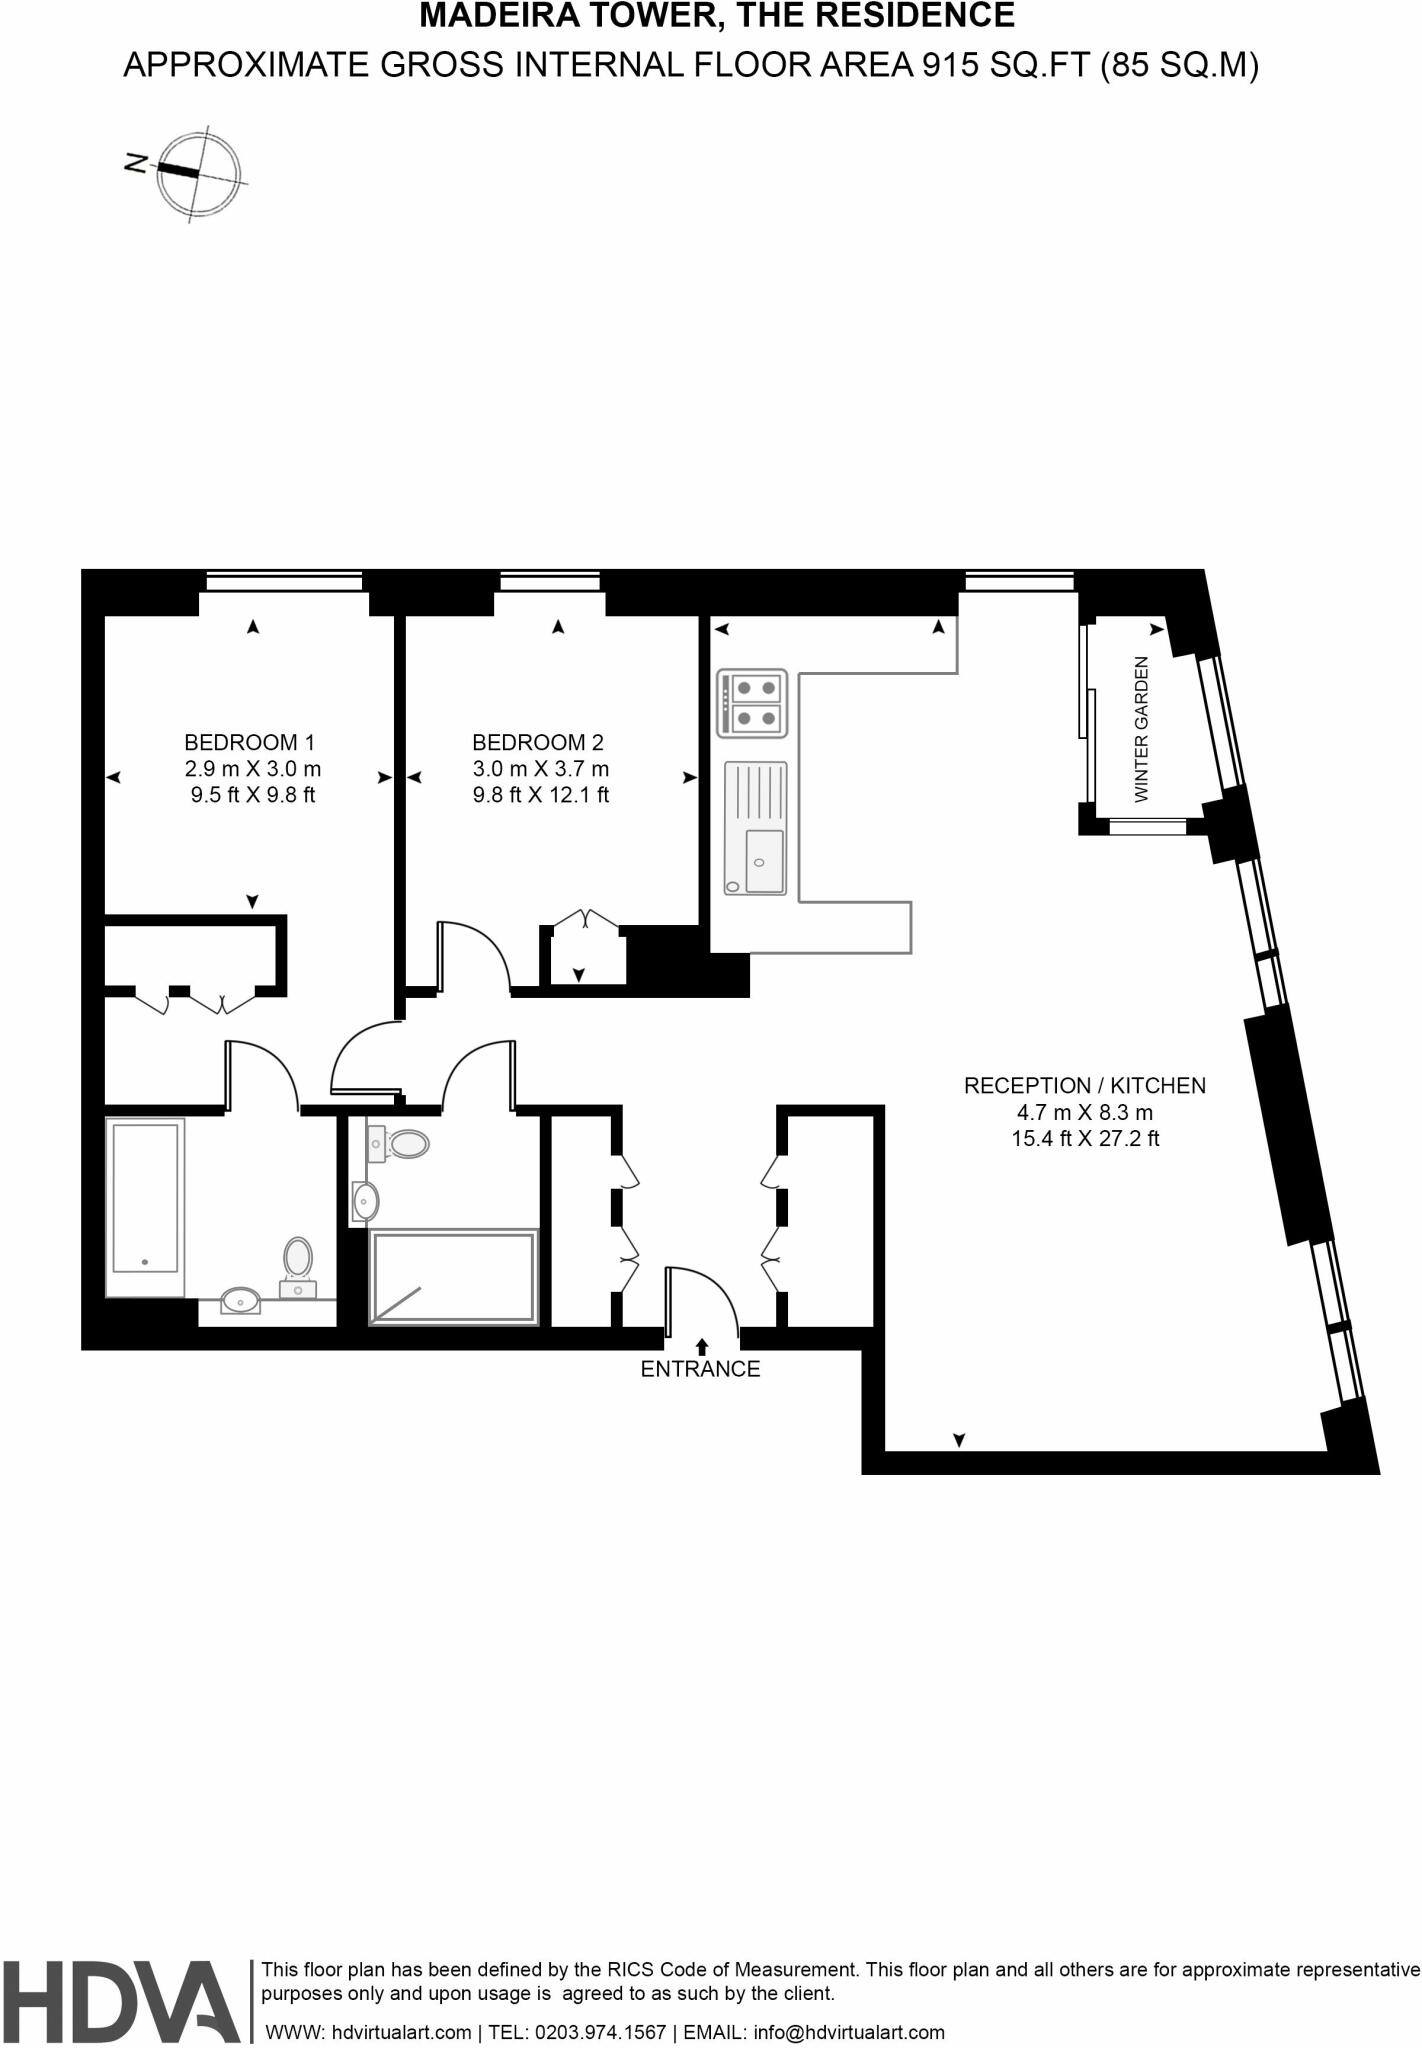 MADEIRA TOWER, THE RESIDENCE
APPROXIMATE GROSS INTERNAL FLOOR AREA 915 SQ.FT (85 SQ.M)
N
BEDROOM 1
2.9 m X 3.0 m
9.5 ft X 9.8 ft
BEDROOM 2
3.0 m X 3.7 m
9.8 ft X 12.1 ft
WINTER GARDEN
RECEPTION / KITCHEN
4.7 m X 8.3 m
15.4 ft X 27.2 ft
ENTRANCE
HDVA
This floor plan has been defined by the RICS Code of Measurement. This floor plan and all others are for approximate representative
purposes only and upon usage is agreed to as such by the client.
WWW: hdvirtualart.com | TEL: 0203.974.1567 | EMAIL: info@hdvirtualart.com